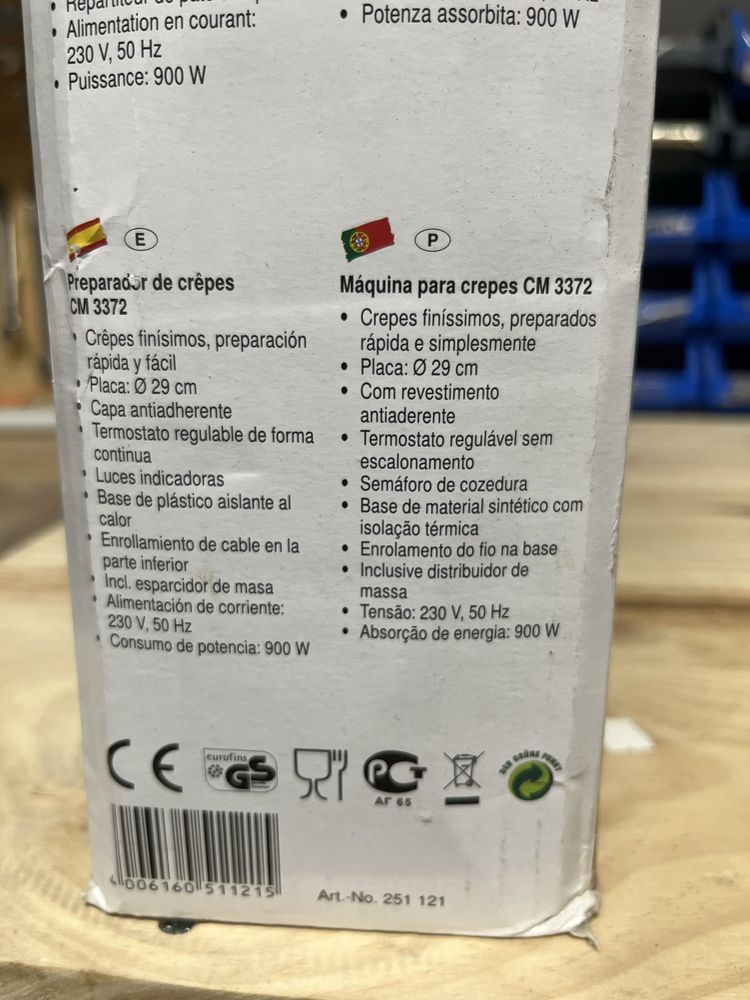 • Alimentation en courant:
230 V, 50 Hz
• Puissance: 900 W
• Potenza assorbita: 900 W
E
Preparador de crêpes
CM 3372
• Crêpes finísimos, preparación
rápida y fácil
• Placa: Ø 29 cm
• Capa antiadherente
• Termostato regulable de forma
continua
• Luces indicadoras
• Base de plástico aislante al
calor
• Enrollamiento de cable en la
parte inferior
• Incl. esparcidor de masa
• Alimentación de corriente:
230 V, 50 Hz
• Consumo de potencia: 900 W
P
Máquina para crepes CM 3372
• Crepes finíssimos, preparados
rápida e simplesmente
• Placa: Ø 29 cm
• Com revestimento
antiaderente
• Termostato regulável sem
escalonamento
• Semáforo de cozedura
• Base de material sintético com
isolação térmica
• Enrolamento do fio na base
• Inclusive distribuidor de
massa
• Tensão: 230 V, 50 Hz
• Absorção de energia: 900 W
CE
eurofins
GS
PCT
АГ 65
DER GRÜNE PUNKT
4 006160 511215
Art.-No. 251 121